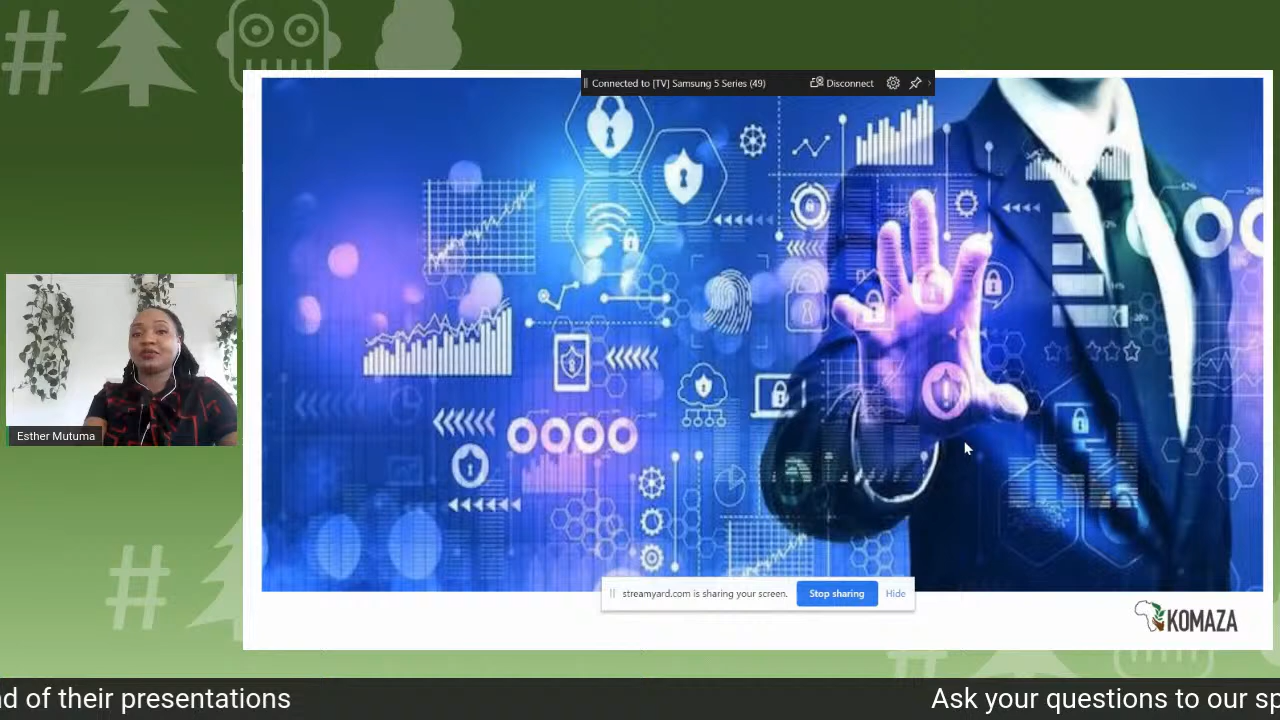 Connected to [TV] Samsung 5 Series (49)
Disconnect
Esther Mutuma
streamyard.com is sharing your screen.
Stop sharing
Hide
KOMAZA
nd of their presentations
Ask your questions to our sp